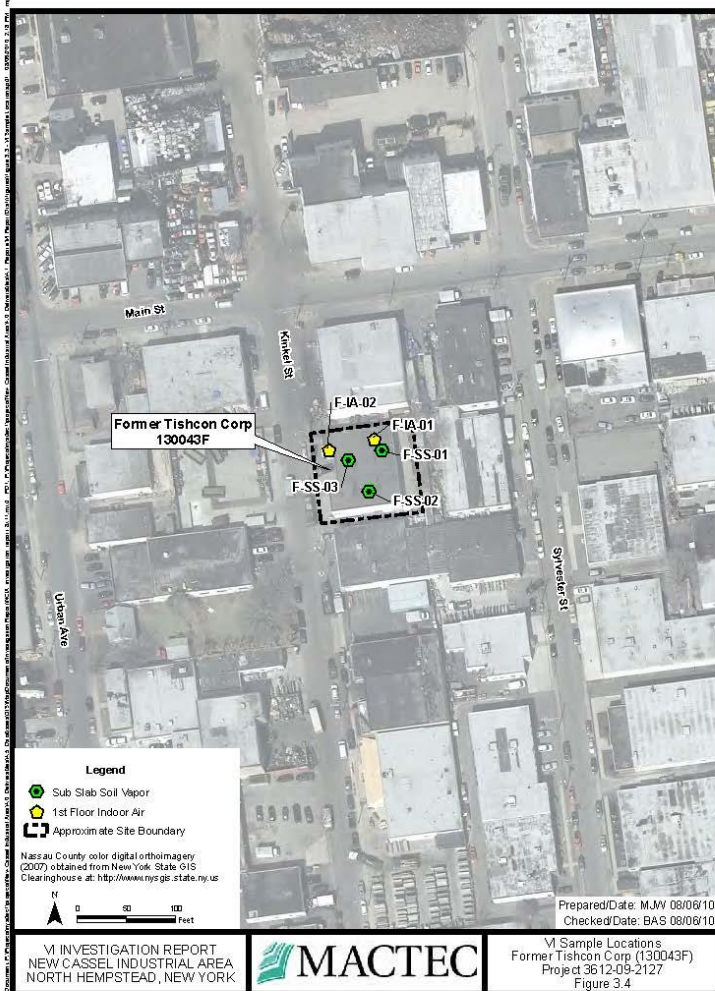 Main St
Kinkel St
F-IA-02
Former Tishcon Corp
130043F
F-IA-01
F-SS-01
F-SS-03
F-SS-02
Urban Ave
Sylvester St
Legend
Sub Slab Soil Vapor
1st Floor Indoor Air
Approximate Site Boundary
Nassau County color digital orthoimagery
(2007) obtained from New York State GIS
Clearinghouse at: http://www.nysgis.state.ny.us
N
0 50 100
Feet
Prepared/Date: MJW 08/06/10
Checked/Date: BAS 08/06/10
VI INVESTIGATION REPORT
NEW CASSEL INDUSTRIAL AREA
NORTH HEMPSTEAD, NEW YORK
MACTEC
VI Sample Locations
Former Tishcon Corp (130043F)
Project 3612-09-2127
Figure 3.4